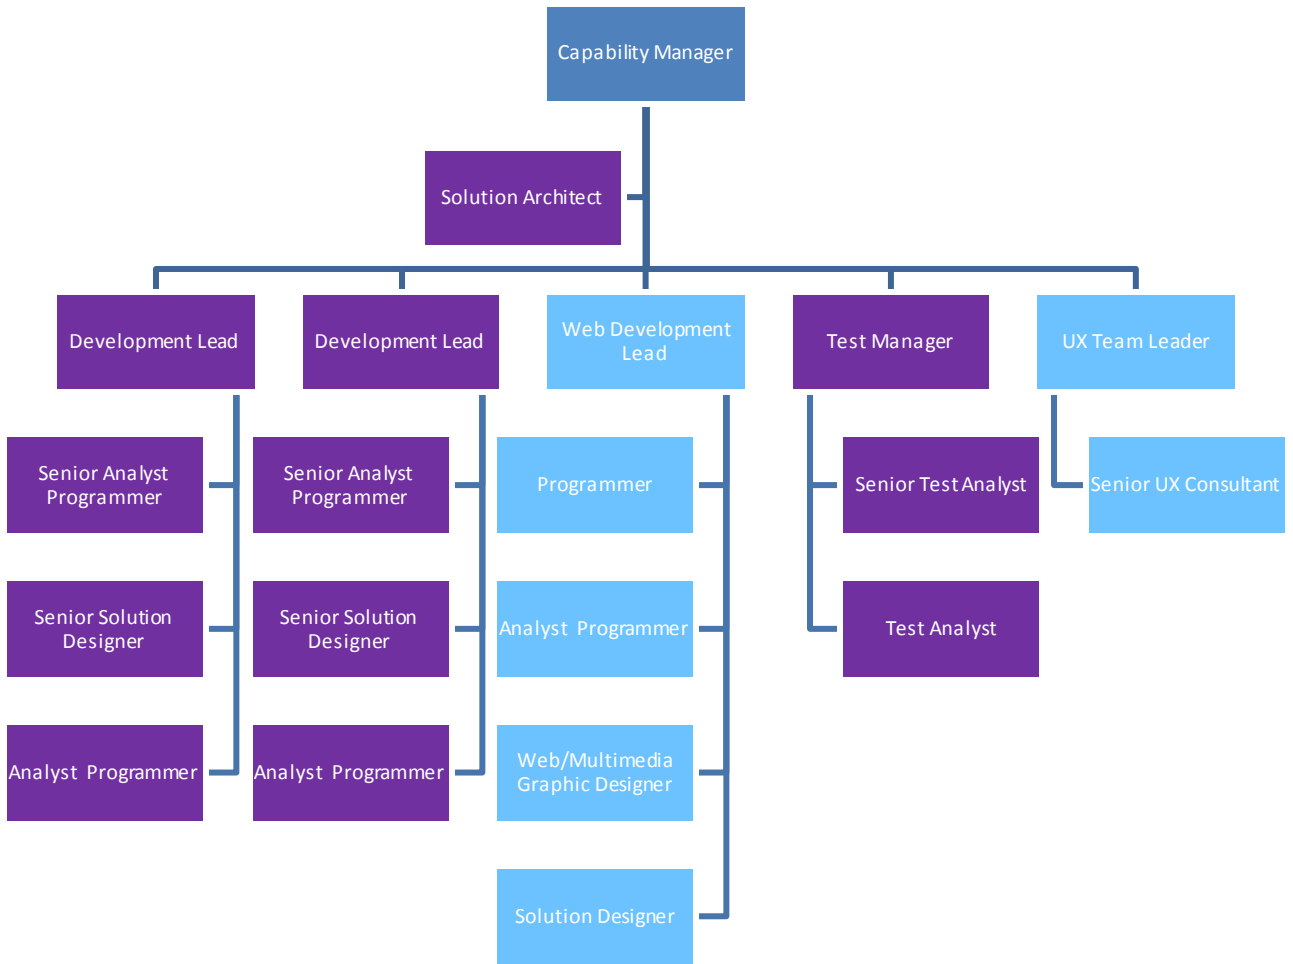 Capability Manager
Solution Architect
Development Lead
Development Lead
Web Development
Lead
Test Manager
UX Team Leader
Senior Analyst
Programmer
Senior Analyst
Programmer
Programmer
Senior Test Analyst
Senior UX Consultant
Senior Solution
Designer
Senior Solution
Designer
Analyst Programmer
Test Analyst
Analyst Programmer
Analyst Programmer
Web/Multimedia
Graphic Designer
Solution Designer